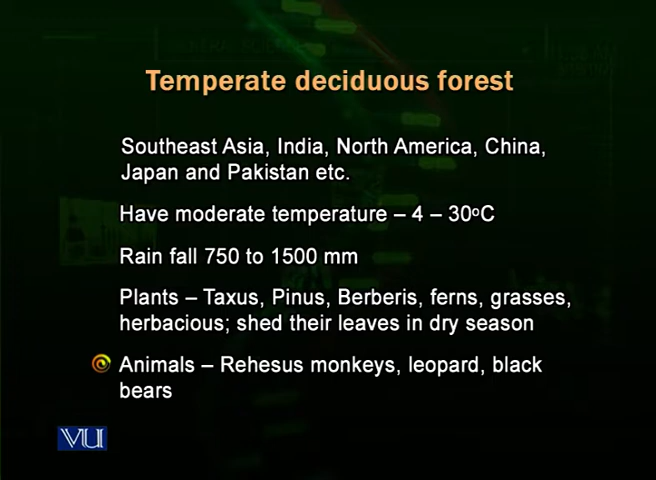 Temperate deciduous forest
Southeast Asia, India, North America, China,
Japan and Pakistan etc.
Have moderate temperature – 4 – 30ºC
Rain fall 750 to 1500 mm
Plants – Taxus, Pinus, Berberis, ferns, grasses,
herbacious; shed their leaves in dry season
Animals – Rehesus monkeys, leopard, black
bears
VU